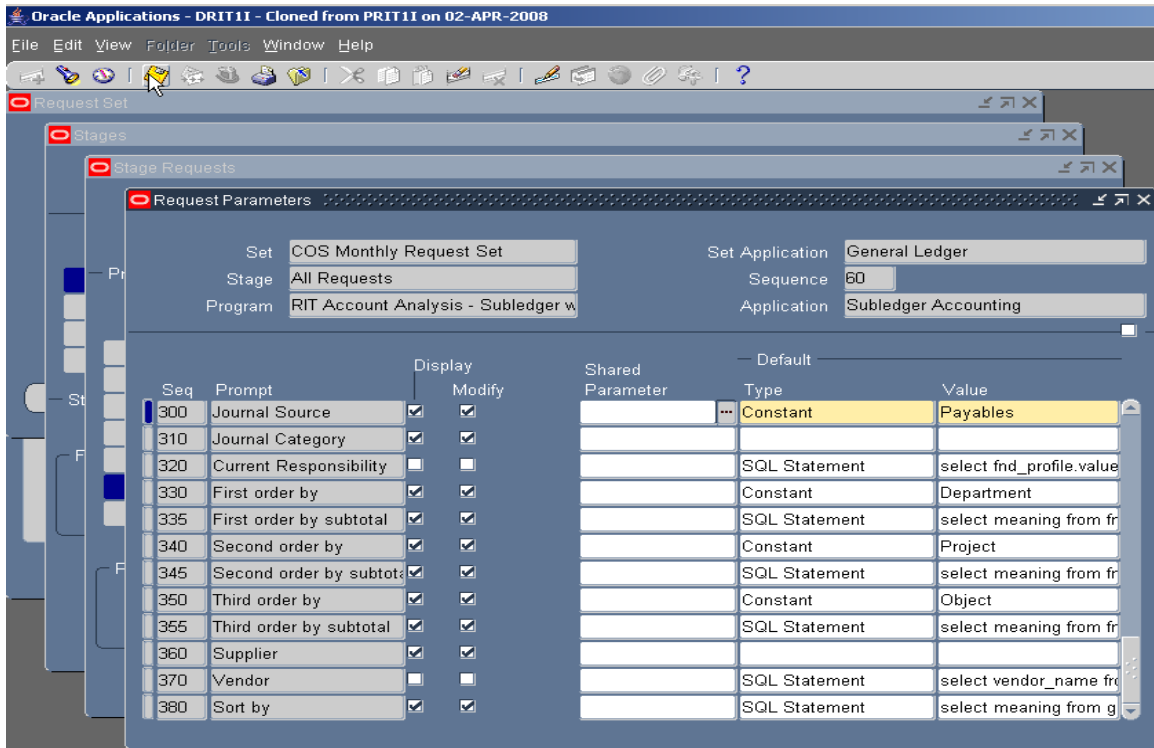 Oracle Applications - DRIT1I - Cloned from PRIT1I on 02-APR-2008
File Edit View Folder Tools Window Help
Request Set
Stages
Stage Requests
Request Parameters
Set COS Monthly Request Set Set Application General Ledger
Stage All Requests Sequence 60
Program RIT Account Analysis - Subledger w Application Subledger Accounting
Display Shared Default
Seq Prompt Modify Parameter Type Value
300 Journal Source Constant Payables
310 Journal Category
320 Current Responsibility SQL Statement select fnd_profile.value
330 First order by Constant Department
335 First order by subtotal SQL Statement select meaning from fr
340 Second order by Constant Project
345 Second order by subtota SQL Statement select meaning from fr
350 Third order by Constant Object
355 Third order by subtotal SQL Statement select meaning from fr
360 Supplier
370 Vendor SQL Statement select vendor_name fro
380 Sort by SQL Statement select meaning from g